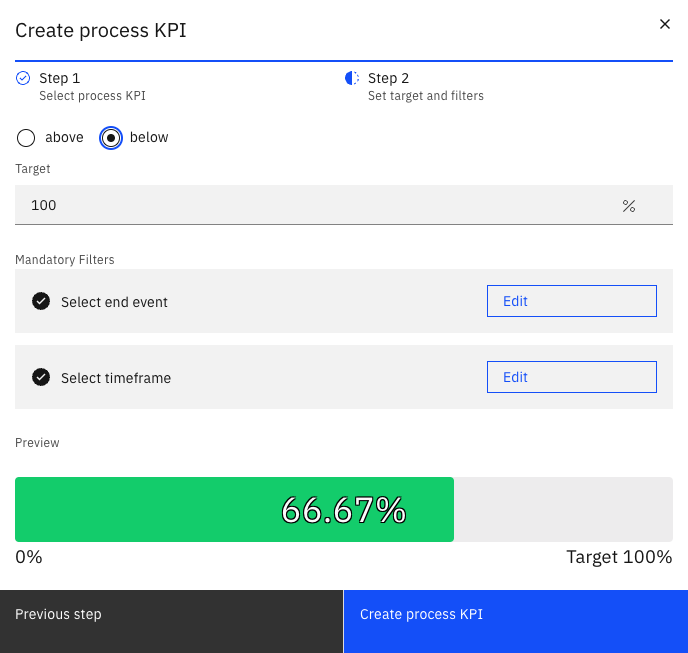 Create process KPI
Step 1
Select process KPI
Step 2
Set target and filters
above
below
Target
100
%
Mandatory Filters
Select end event
Edit
Select timeframe
Edit
Preview
66.67%
0%
Target 100%
Previous step
Create process KPI